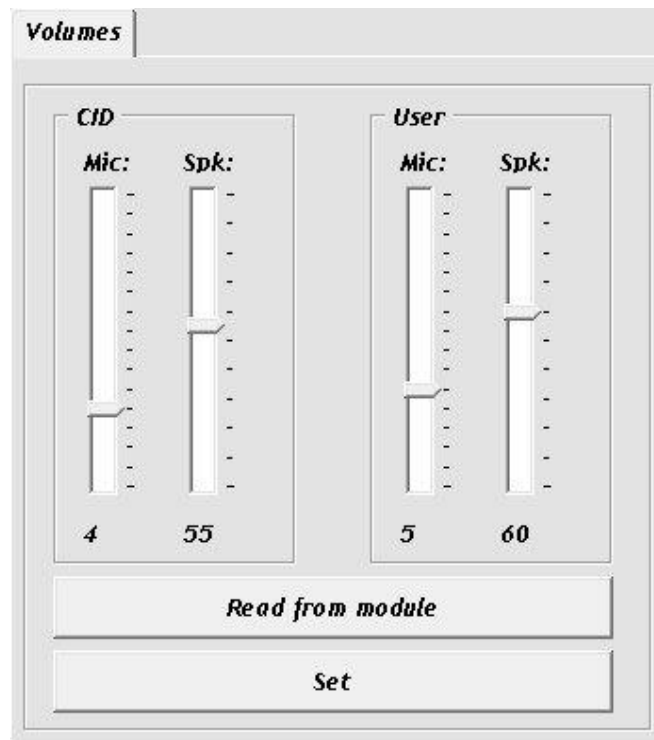 Volumes
CID
User
Mic: Spk:
Mic: Spk:
4 55
5 60
Read from module
Set